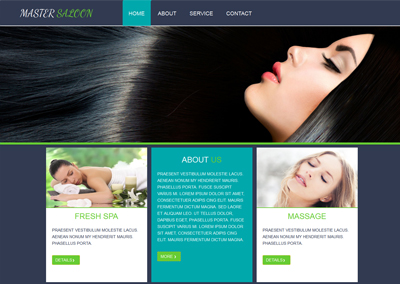 MASTER SALOON
HOME ABOUT SERVICE CONTACT
FRESH SPA
PRAESENT VESTIBULUM MOLESTIE LACUS
AENEAN NONUM MY HENDRERIT MAURIS
PHASELLUS PORTA.
DETAILS
ABOUT US
PRAESENT VESTIBULUM MOLESTIE LACUS
AENEAN NONUM MY HENDRERIT MAURIS
PHASELLUS PORTA. FUSCE SUSCIPIT
VARIUS MI. LOREM IPSUM DOLOR SIT AMET,
CONSECTETUER ADIPIS CING ELIT. MAURIS
FERMENTUM DICTUM MAGNA. SED LAORE
ET ALIQUAM LEO. UT TELLUS DOLOR,
DAPIBUS EGET. PHASELLUS PORTA. FUSCE
SUSCIPIT VARIUS MI. LOREM IPSUM DOLOR
SIT AMET, CONSECTETUER ADIPIS CING
ELIT. MAURIS FERMENTUM DICTUM MAGNA.
MORE
MASSAGE
PRAESENT VESTIBULUM MOLESTIE LACUS
AENEAN NONUM MY HENDRERIT MAURIS
PHASELLUS PORTA.
DETAILS